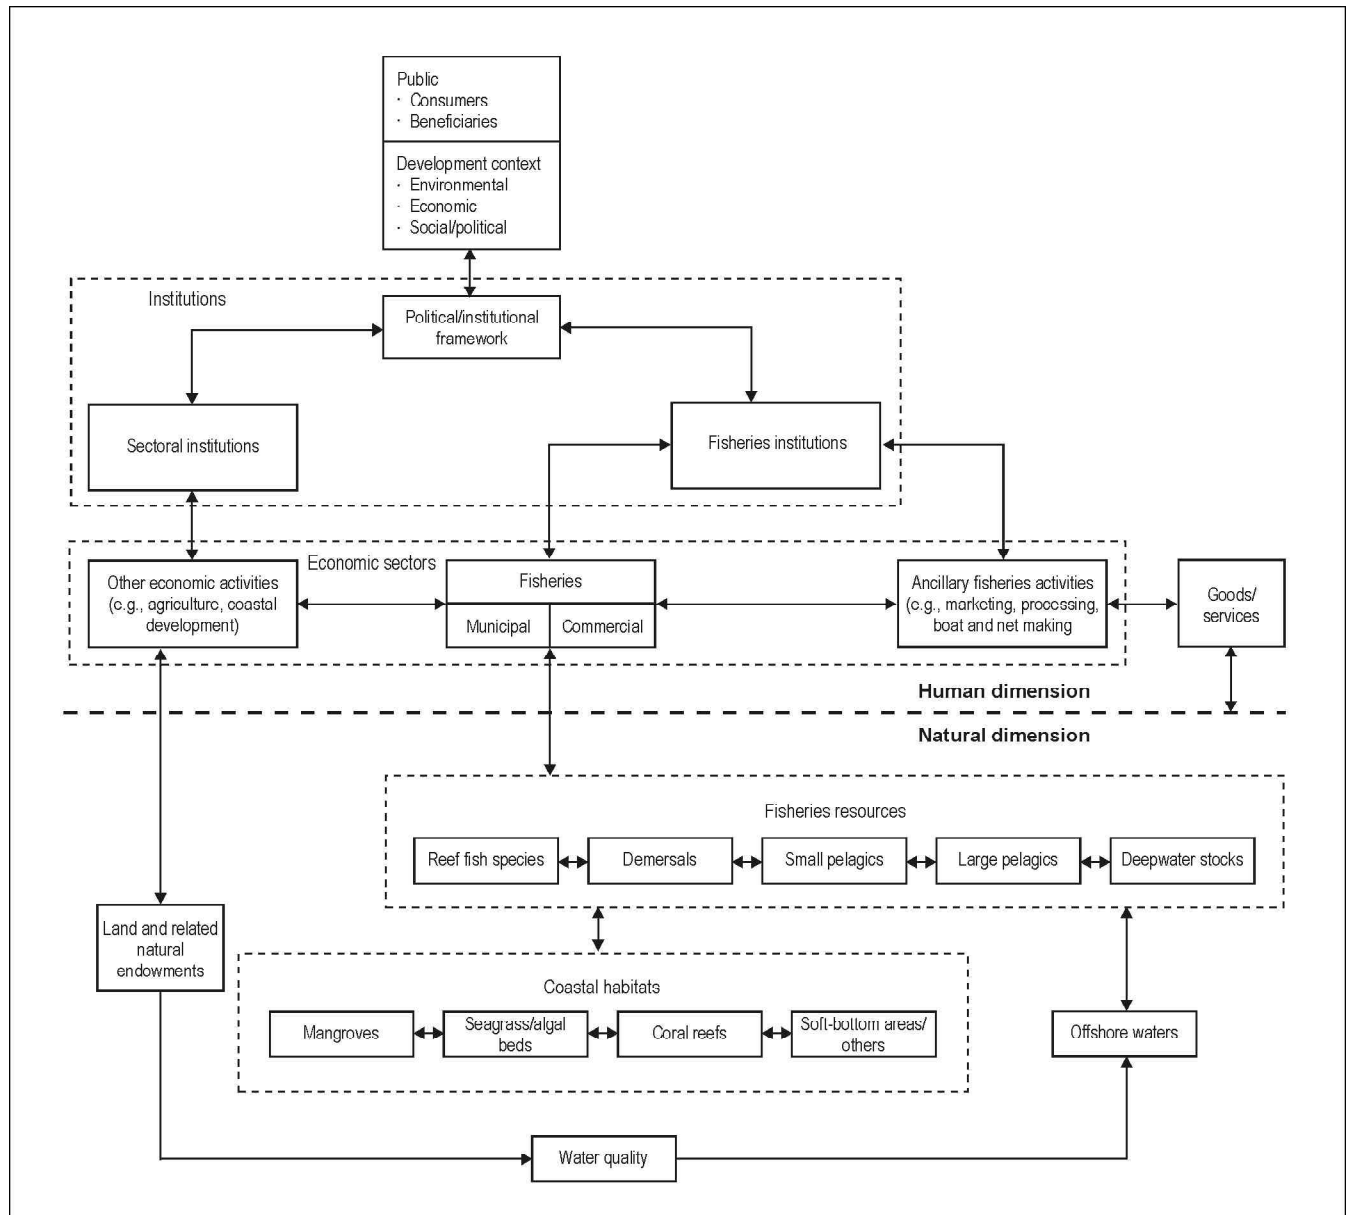 Public
· Consumers
· Beneficiaries
Development context
· Environmental
· Economic
· Social/political
Institutions
Political/institutional
framework
Sectoral institutions
Fisheries institutions
Economic sectors
Other economic activities
(e.g., agriculture, coastal
development)
Fisheries
Municipal
Commercial
Ancillary fisheries activities
(e.g., marketing, processing,
boat and net making
Goods/
services
Human dimension
Natural dimension
Fisheries resources
Reef fish species
Demersals
Small pelagics
Large pelagics
Deepwater stocks
Land and related
natural
endowments
Coastal habitats
Mangroves
Seagrass/algal
beds
Coral reefs
Soft-bottom areas/
others
Offshore waters
Water quality